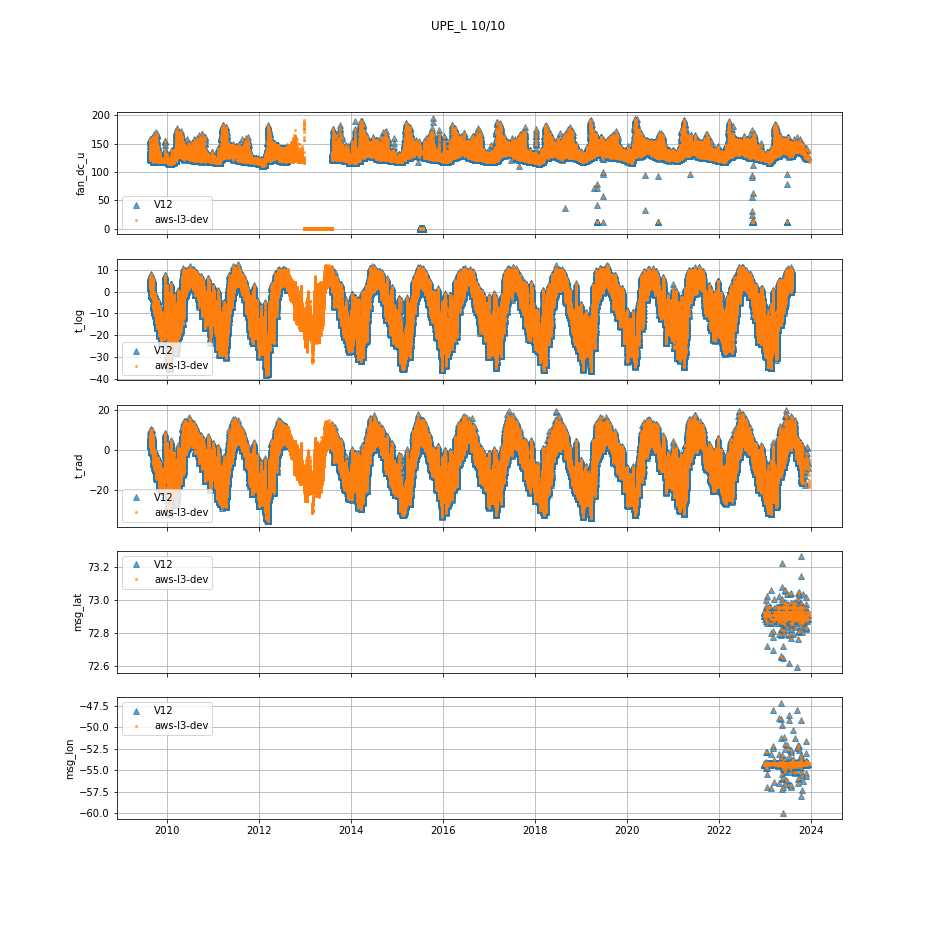 UPE_L 10/10
200
150
100
50
0
fan_dc_u
V12
aws-l3-dev
10
0
−10
−20
−30
−40
t_log
V12
aws-l3-dev
20
0
−20
t_rad
V12
aws-l3-dev
73.2
73.0
72.8
72.6
msg_lat
V12
aws-l3-dev
−47.5
−50.0
−52.5
−55.0
−57.5
−60.0
msg_lon
V12
aws-l3-dev
2010 2012 2014 2016 2018 2020 2022 2024